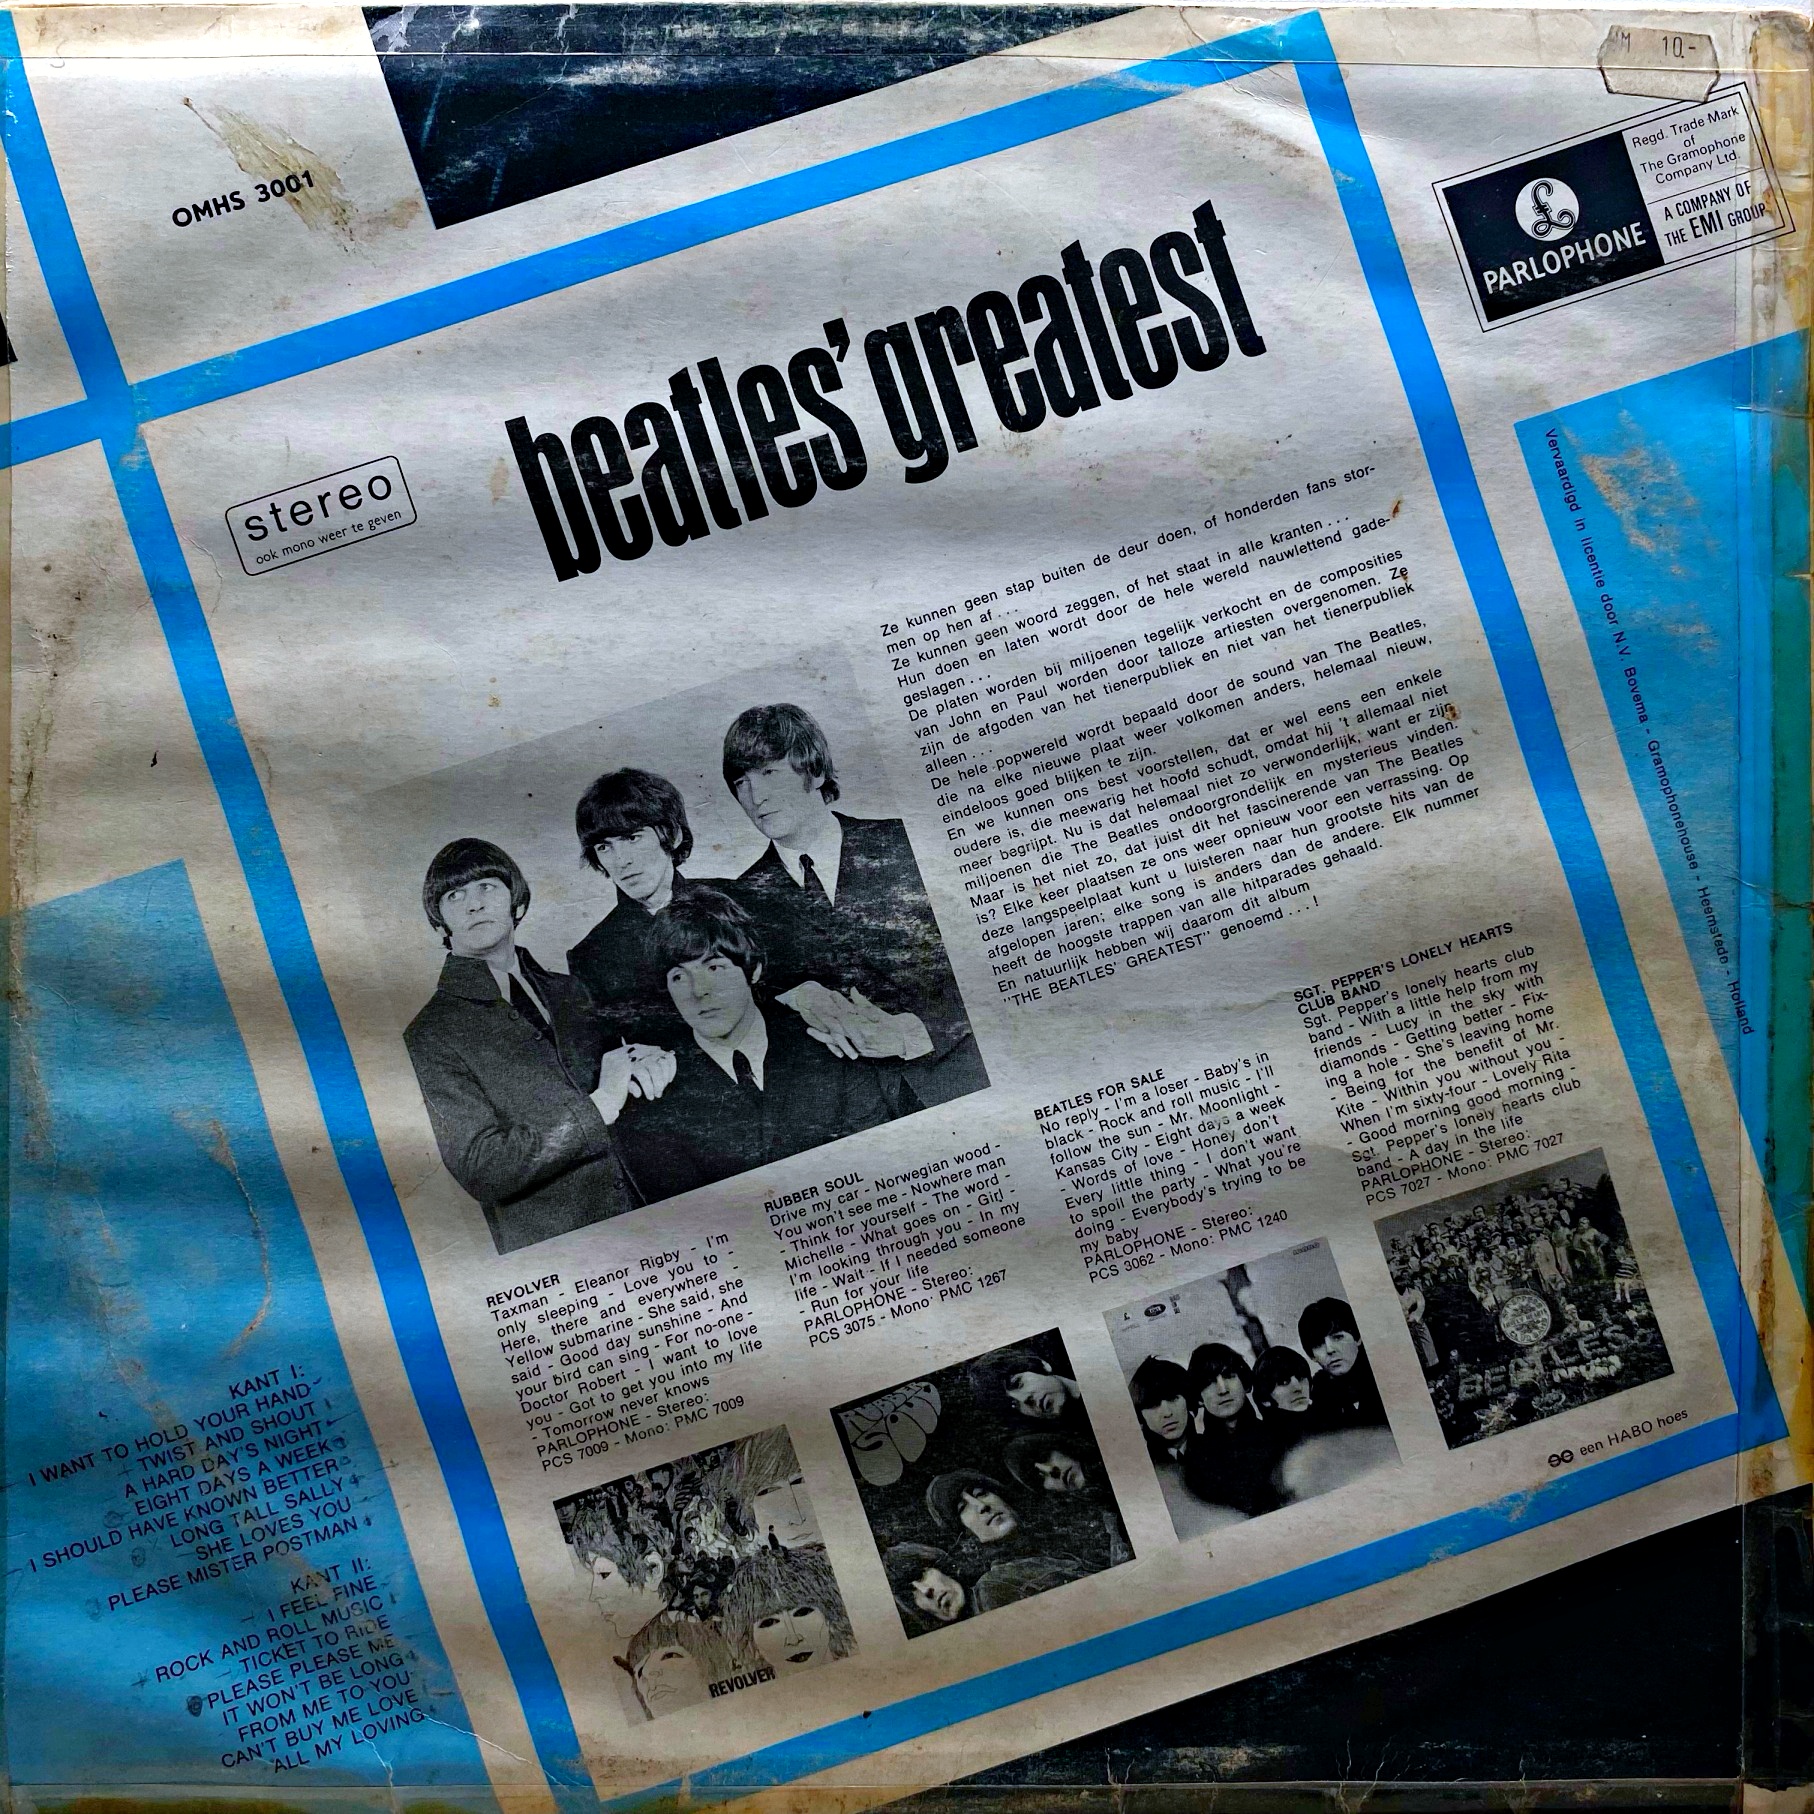 OMHS 3001
M 10.-
PARLOPHONE
Regd. Trade Mark
of
The Gramophone
Company Ltd.
A COMPANY OF
THE EMI GROUP
beatles' greatest
stereo
ook mono weer te geven
Ze kunnen geen stap buiten de deur doen, of honderden fans stor-
men op hen af . . .
Ze kunnen geen woord zeggen, of het staat in alle kranten . . .
Hun doen en laten wordt door de hele wereld nauwlettend gade-
geslagen . . .
De platen worden bij miljoenen tegelijk verkocht en de composities
van John en Paul worden door talloze artiesten overgenomen. Ze
zijn de afgoden van het tienerpubliek en niet van het tienerpubliek
alleen . . .
De hele popwereld wordt bepaald door de sound van The Beatles,
die na elke nieuwe plaat weer volkomen anders, helemaal nieuw,
eindeloos goed blijken te zijn.
En we kunnen ons best voorstellen, dat er wel eens een enkele
oudere is, die meewarig het hoofd schudt, omdat hij 't allemaal niet
meer begrijpt. Nu is dat helemaal niet zo verwonderlijk, want er zijn
miljoenen die The Beatles ondoorgrondelijk en mysterieus vinden.
Maar is het niet zo, dat juist dit het fascinerende van The Beatles
is? Elke keer plaatsen ze ons weer opnieuw voor een verrassing. Op
deze langspeelplaat kunt u luisteren naar hun grootste hits van de
afgelopen jaren; elke song is anders dan de andere. Elk nummer
heeft de hoogste trappen van alle hitparades gehaald.
En natuurlijk hebben wij daarom dit album
"THE BEATLES' GREATEST" genoemd . . . !
Vervaardigd in licentie door N.V. Bovema - Gramophonehouse - Heemstede - Holland
REVOLVER
Taxman - Eleanor Rigby - I'm
only sleeping - Love you to -
Here, there and everywhere -
Yellow submarine - She said, she
said - Good day sunshine - And
your bird can sing - For no-one -
Doctor Robert - I want to love
you - Got to get you into my life
- Tomorrow never knows
PARLOPHONE - Stereo:
PCS 7009 - Mono: PMC 7009
RUBBER SOUL
Drive my car - Norwegian wood -
You won't see me - Nowhere man
- Think for yourself - The word -
Michelle - What goes on - Girl -
I'm looking through you - In my
life - Wait - If I needed someone
- Run for your life
PARLOPHONE - Stereo:
PCS 3075 - Mono: PMC 1267
BEATLES FOR SALE
No reply - I'm a loser - Baby's in
black - Rock and roll music - I'll
follow the sun - Mr. Moonlight -
Kansas City - Eight days a week
- Words of love - Honey don't
Every little thing - I don't want
to spoil the party - What you're
doing - Everybody's trying to be
my baby
PARLOPHONE - Stereo:
PCS 3062 - Mono: PMC 1240
SGT. PEPPER'S LONELY HEARTS
CLUB BAND
Sgt. Pepper's lonely hearts club
band - With a little help from my
friends - Lucy in the sky with
diamonds - Getting better - Fix-
ing a hole - She's leaving home
- Being for the benefit of Mr.
Kite - Within you without you -
When I'm sixty-four - Lovely Rita
- Good morning good morning -
Sgt. Pepper's lonely hearts club
band - A day in the life
PARLOPHONE - Stereo:
PCS 7027 - Mono: PMC 7027
REVOLVER
RUBBER SOUL
BEATLES
een HABO hoes
KANT I:
I WANT TO HOLD YOUR HAND
TWIST AND SHOUT
A HARD DAY'S NIGHT
EIGHT DAYS A WEEK
I SHOULD HAVE KNOWN BETTER
LONG TALL SALLY
SHE LOVES YOU
PLEASE MISTER POSTMAN
KANT II:
I FEEL FINE
ROCK AND ROLL MUSIC
TICKET TO RIDE
PLEASE PLEASE ME
IT WON'T BE LONG
FROM ME TO YOU
CAN'T BUY ME LOVE
ALL MY LOVING